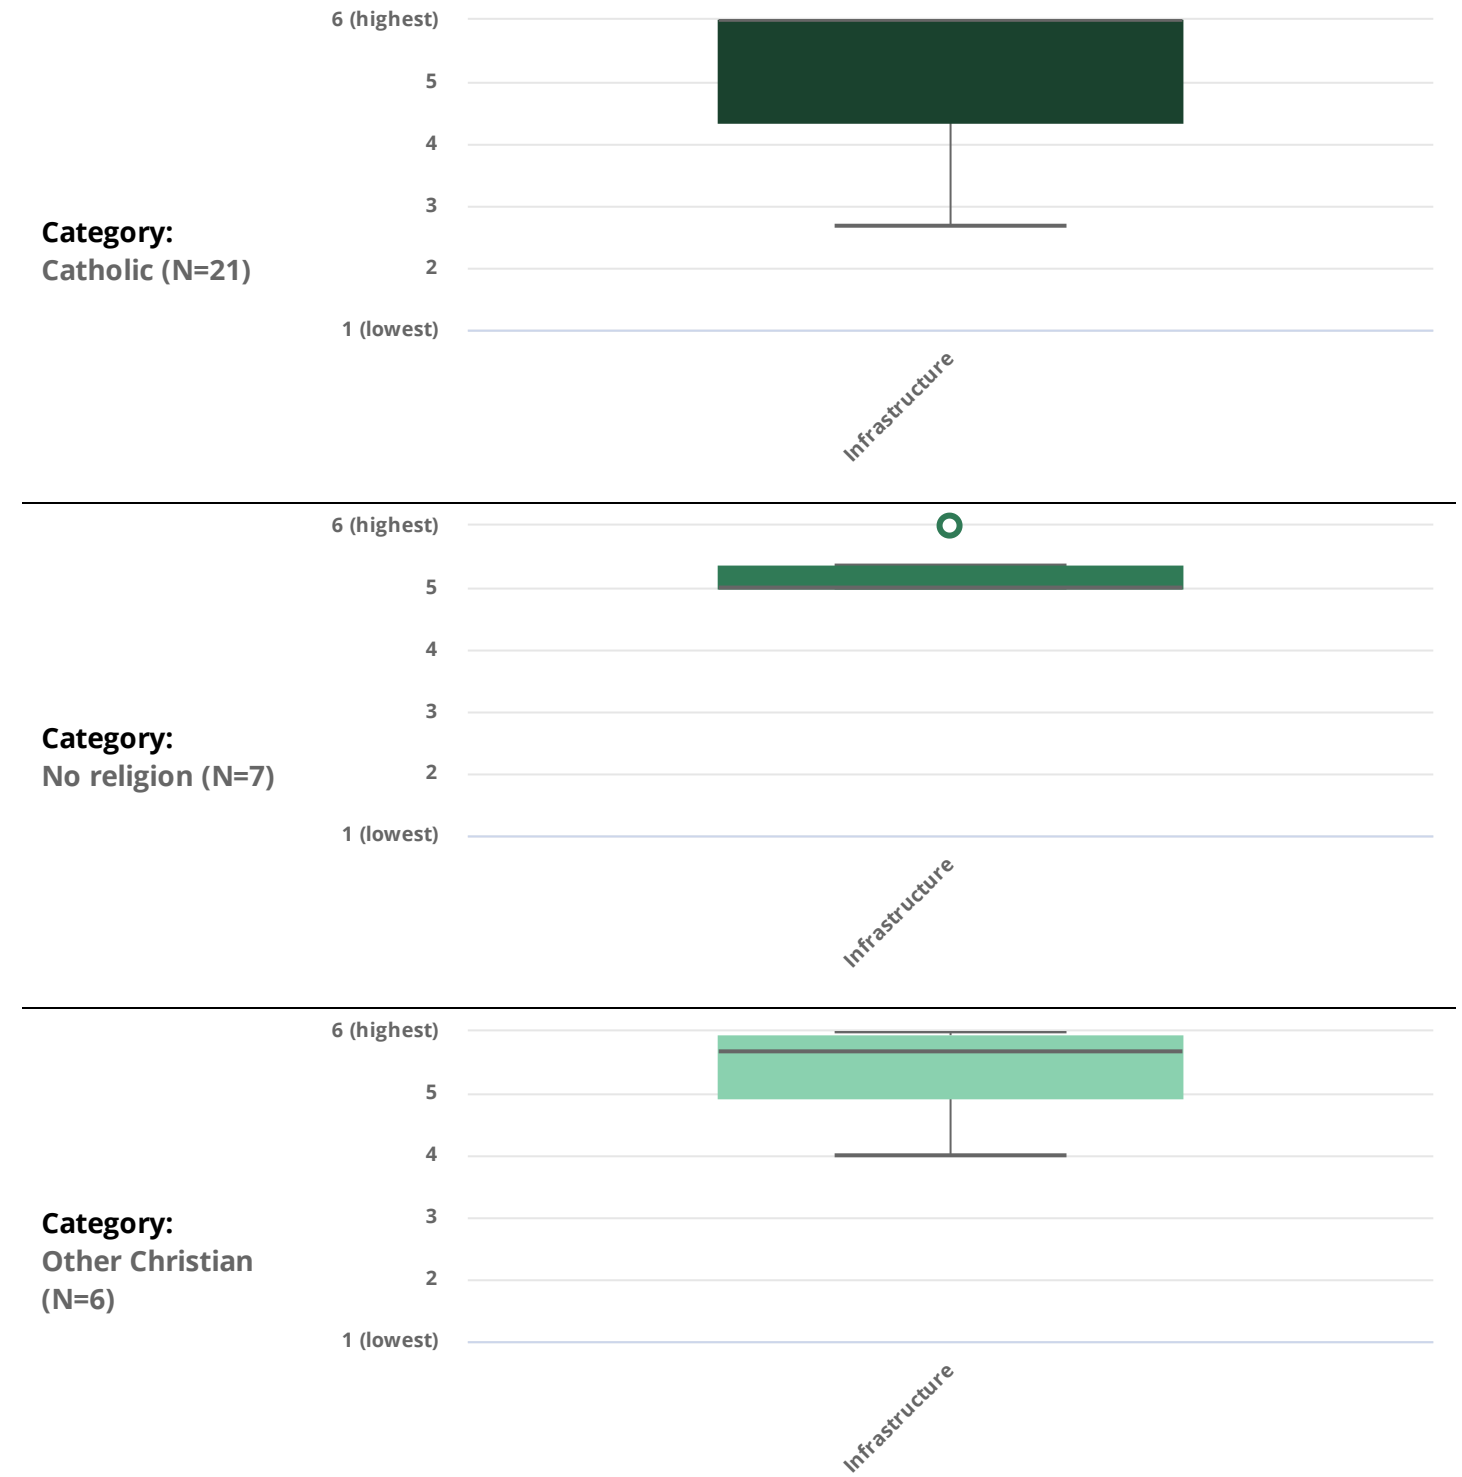 6 (highest)
5
4
3
Category:
Catholic (N=21)
2
1 (lowest)
Infrastructure
6 (highest)
5
4
3
Category:
No religion (N=7)
2
1 (lowest)
Infrastructure
6 (highest)
5
4
3
Category:
Other Christian
(N=6)
2
1 (lowest)
Infrastructure